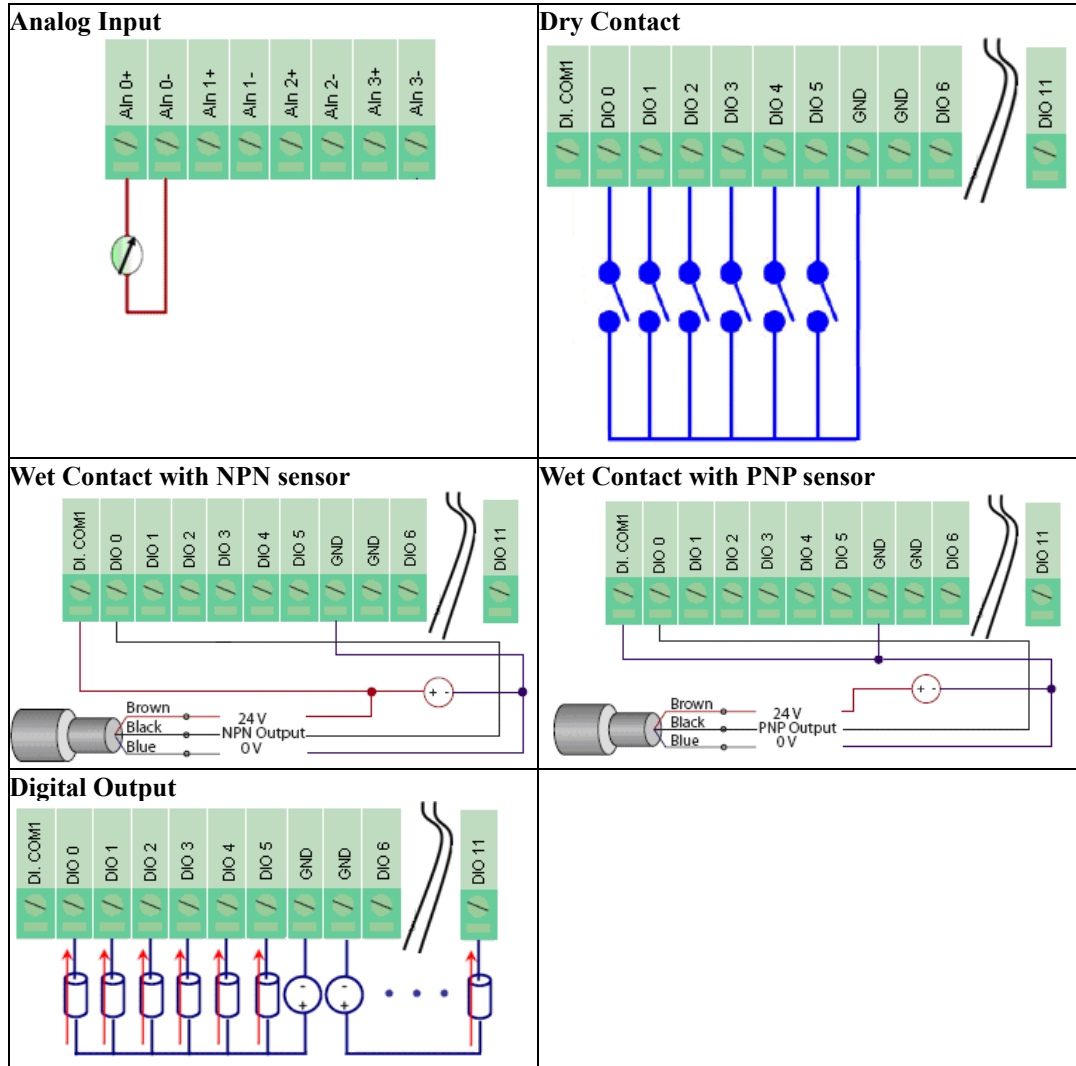 Analog Input
AIn 0+ AIn 0- AIn 1+ AIn 1- AIn 2+ AIn 2- AIn 3+ AIn 3-
Dry Contact
DI. COM1 DIO 0 DIO 1 DIO 2 DIO 3 DIO 4 DIO 5 GND GND DIO 6 DIO 11
Wet Contact with NPN sensor
DI. COM1 DIO 0 DIO 1 DIO 2 DIO 3 DIO 4 DIO 5 GND GND DIO 6 DIO 11
+ -
Brown 24 V
Black NPN Output
Blue 0 V
Wet Contact with PNP sensor
DI. COM1 DIO 0 DIO 1 DIO 2 DIO 3 DIO 4 DIO 5 GND GND DIO 6 DIO 11
+ -
Brown 24 V
Black PNP Output
Blue 0 V
Digital Output
DI. COM1 DIO 0 DIO 1 DIO 2 DIO 3 DIO 4 DIO 5 GND GND DIO 6 DIO 11
- -
+ +